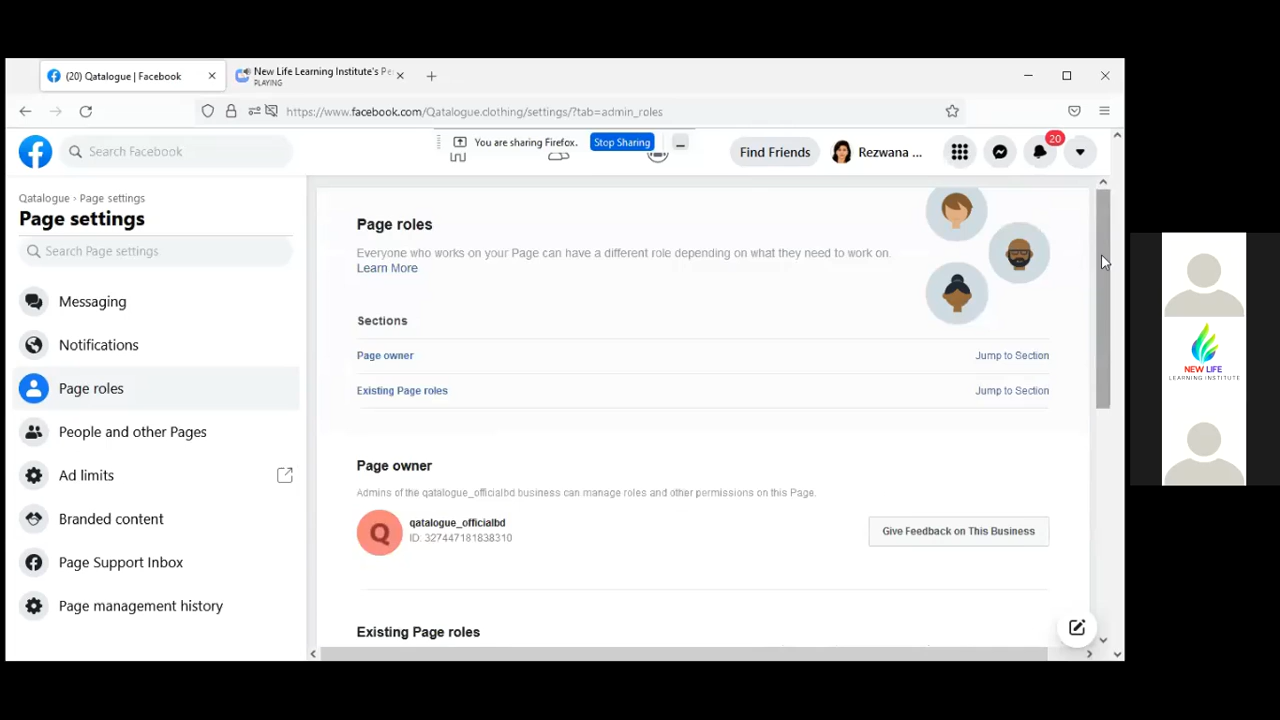 (20) Qatalogue | Facebook
New Life Learning Institute's Pe
PLAYING
https://www.facebook.com/Qatalogue.clothing/settings/?tab=admin_roles
Search Facebook
You are sharing Firefox.
Stop Sharing
Find Friends
Rezwana ...
20
Qatalogue › Page settings
Page settings
Search Page settings
Messaging
Notifications
Page roles
People and other Pages
Ad limits
Branded content
Page Support Inbox
Page management history
Page roles
Everyone who works on your Page can have a different role depending on what they need to work on.
Learn More
Sections
Page owner
Jump to Section
Existing Page roles
Jump to Section
Page owner
Admins of the qatalogue_officialbd business can manage roles and other permissions on this Page.
Q
qatalogue_officialbd
ID: 327447181838310
Give Feedback on This Business
Existing Page roles
NEW LIFE
LEARNING INSTITUTE